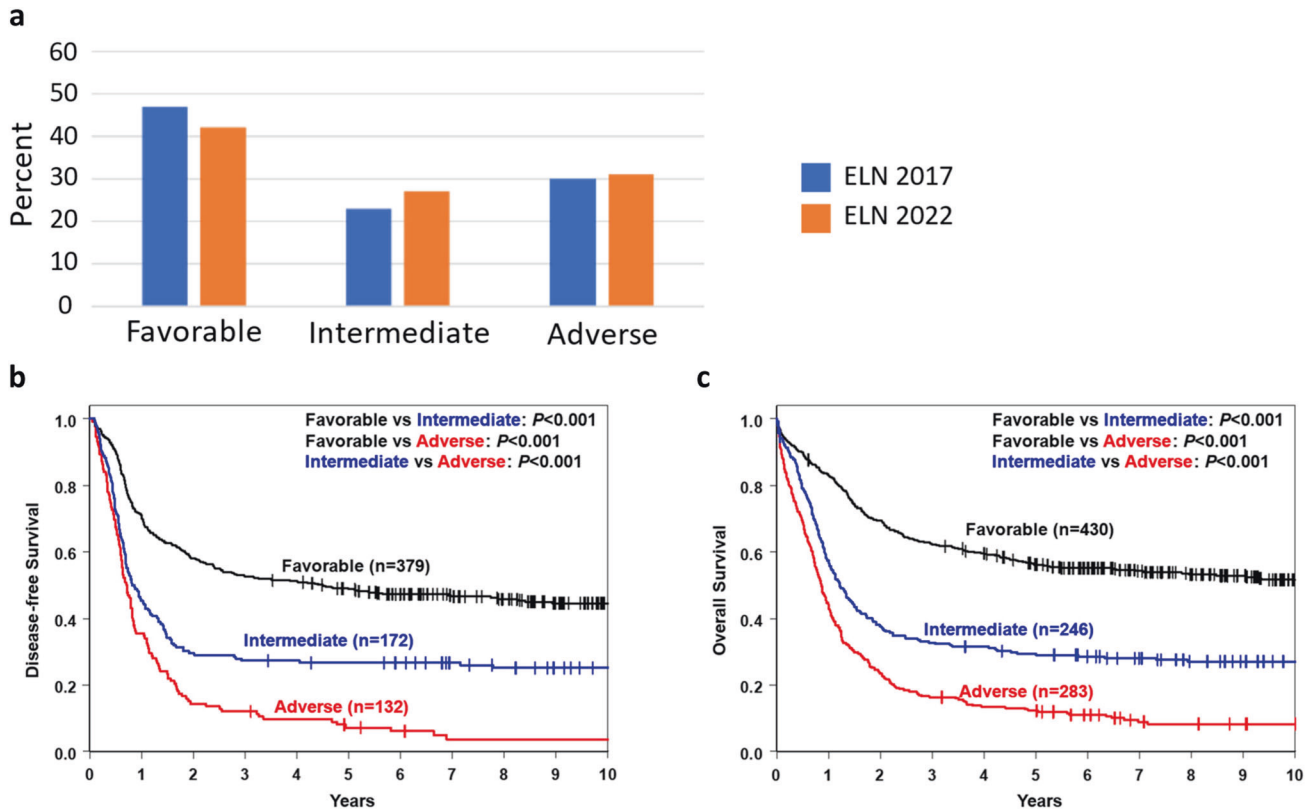 a
60
50
40
30
20
10
0
Percent
Favorable
Intermediate
Adverse
ELN 2017
ELN 2022
b
1.0
0.8
0.6
0.4
0.2
0.0
Disease-free Survival
Favorable vs Intermediate: P<0.001
Favorable vs Adverse: P<0.001
Intermediate vs Adverse: P<0.001
Favorable (n=379)
Intermediate (n=172)
Adverse (n=132)
0 1 2 3 4 5 6 7 8 9 10
Years
c
1.0
0.8
0.6
0.4
0.2
0.0
Overall Survival
Favorable vs Intermediate: P<0.001
Favorable vs Adverse: P<0.001
Intermediate vs Adverse: P<0.001
Favorable (n=430)
Intermediate (n=246)
Adverse (n=283)
0 1 2 3 4 5 6 7 8 9 10
Years